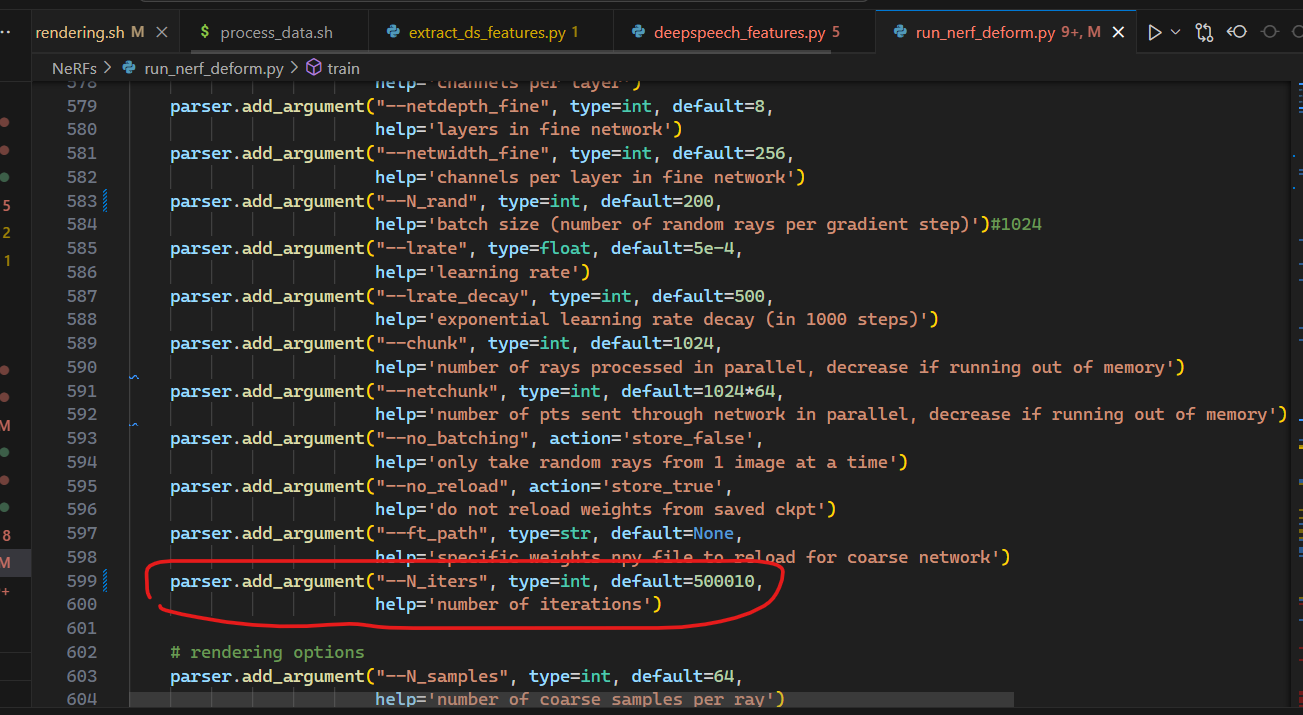 rendering.sh M
$ process_data.sh
extract_ds_features.py 1
deepspeech_features.py 5
run_nerf_deform.py 9+, M
NeRFs > run_nerf_deform.py > train
578 help='channels per layer')
579 parser.add_argument("--netdepth_fine", type=int, default=8,
580 help='layers in fine network')
581 parser.add_argument("--netwidth_fine", type=int, default=256,
582 help='channels per layer in fine network')
583 parser.add_argument("--N_rand", type=int, default=200,
584 help='batch size (number of random rays per gradient step)')#1024
585 parser.add_argument("--lrate", type=float, default=5e-4,
586 help='learning rate')
587 parser.add_argument("--lrate_decay", type=int, default=500,
588 help='exponential learning rate decay (in 1000 steps)')
589 parser.add_argument("--chunk", type=int, default=1024,
590 help='number of rays processed in parallel, decrease if running out of memory')
591 parser.add_argument("--netchunk", type=int, default=1024*64,
592 help='number of pts sent through network in parallel, decrease if running out of memory')
593 parser.add_argument("--no_batching", action='store_false',
594 help='only take random rays from 1 image at a time')
595 parser.add_argument("--no_reload", action='store_true',
596 help='do not reload weights from saved ckpt')
597 parser.add_argument("--ft_path", type=str, default=None,
598 help='specific weights npy file to reload for coarse network')
599 parser.add_argument("--N_iters", type=int, default=500010,
600 help='number of iterations')
601
602 # rendering options
603 parser.add_argument("--N_samples", type=int, default=64,
604 help='number of coarse samples per ray')
5
2
1
M
8
M
+